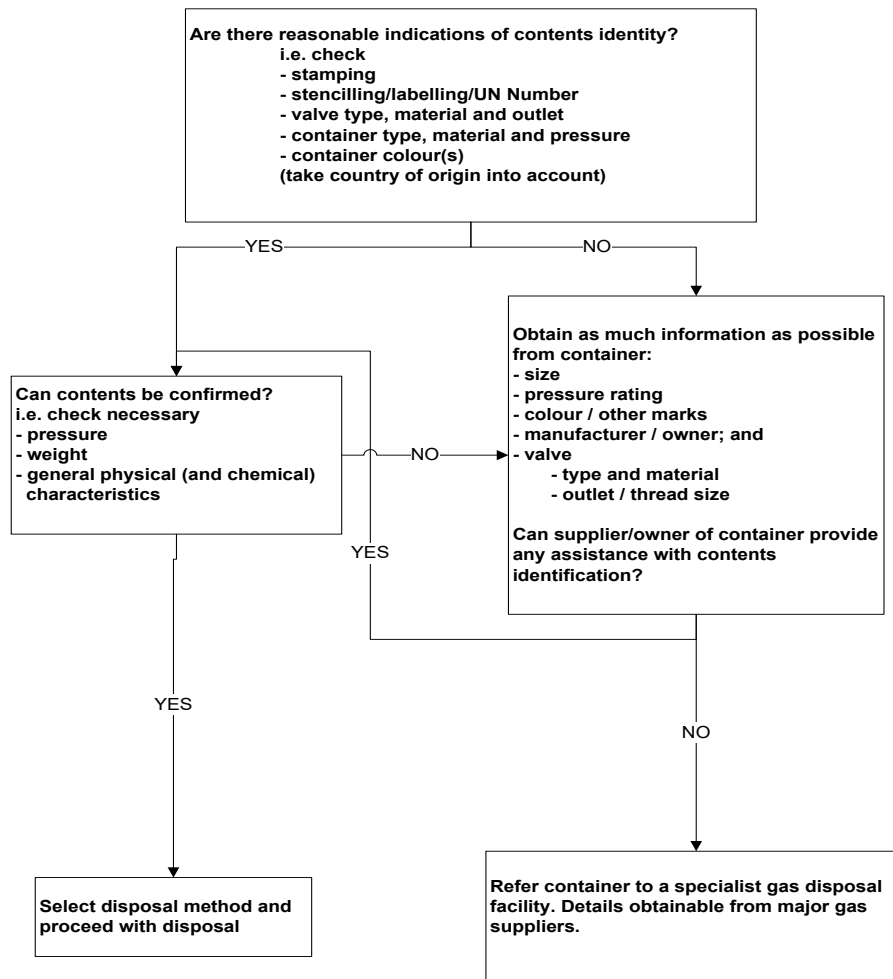 Are there reasonable indications of contents identity?
i.e. check
- stamping
- stencilling/labelling/UN Number
- valve type, material and outlet
- container type, material and pressure
- container colour(s)
(take country of origin into account)
YES
NO
Obtain as much information as possible
from container:
- size
- pressure rating
- colour / other marks
- manufacturer / owner; and
- valve
- type and material
- outlet / thread size
Can supplier/owner of container provide
any assistance with contents
identification?
Can contents be confirmed?
i.e. check necessary
- pressure
- weight
- general physical (and chemical)
characteristics
NO
YES
YES
NO
Select disposal method and
proceed with disposal
Refer container to a specialist gas disposal
facility. Details obtainable from major gas
suppliers.